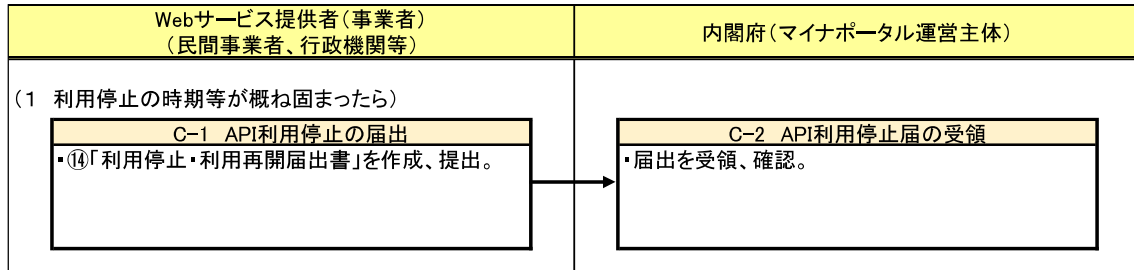 Webサービス提供者(事業者)
(民間事業者、行政機関等)
内閣府(マイナポータル運営主体)
(1 利用停止の時期等が概ね固まったら)
C-1 API利用停止の届出
・⑭「利用停止・利用再開届出書」を作成、提出。
C-2 API利用停止届の受領
・届出を受領、確認。